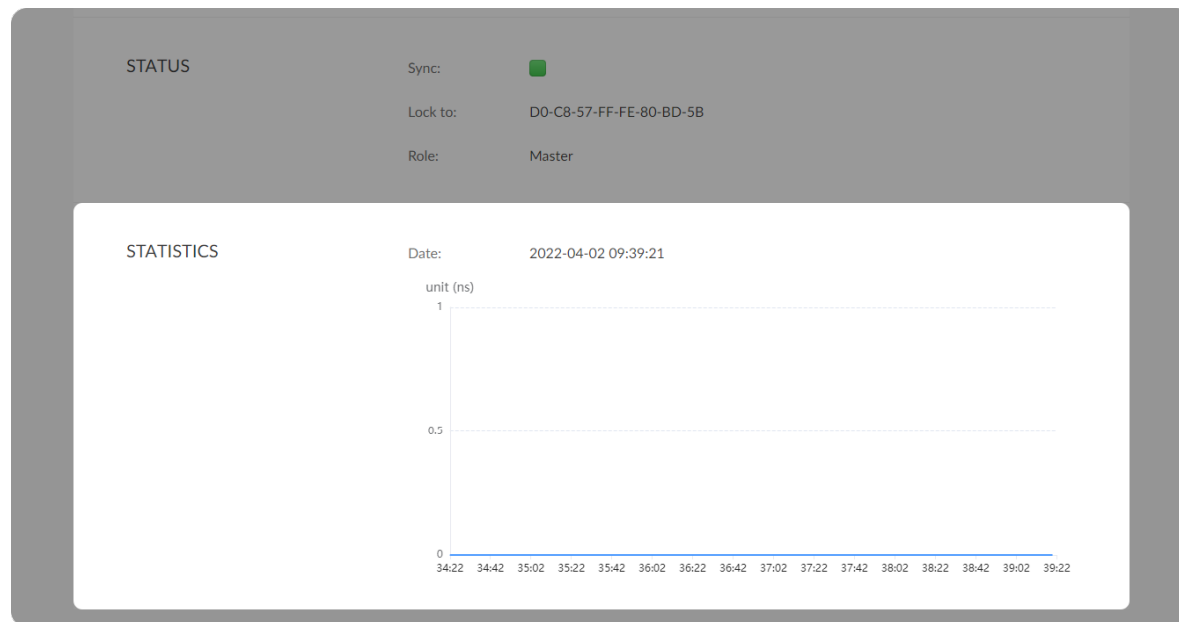 STATUS
Sync:
Lock to: D0-C8-57-FF-FE-80-BD-5B
Role: Master
STATISTICS
Date: 2022-04-02 09:39:21
unit (ns)
1
0.5
0
34:22 34:42 35:02 35:22 35:42 36:02 36:22 36:42 37:02 37:22 37:42 38:02 38:22 38:42 39:02 39:22